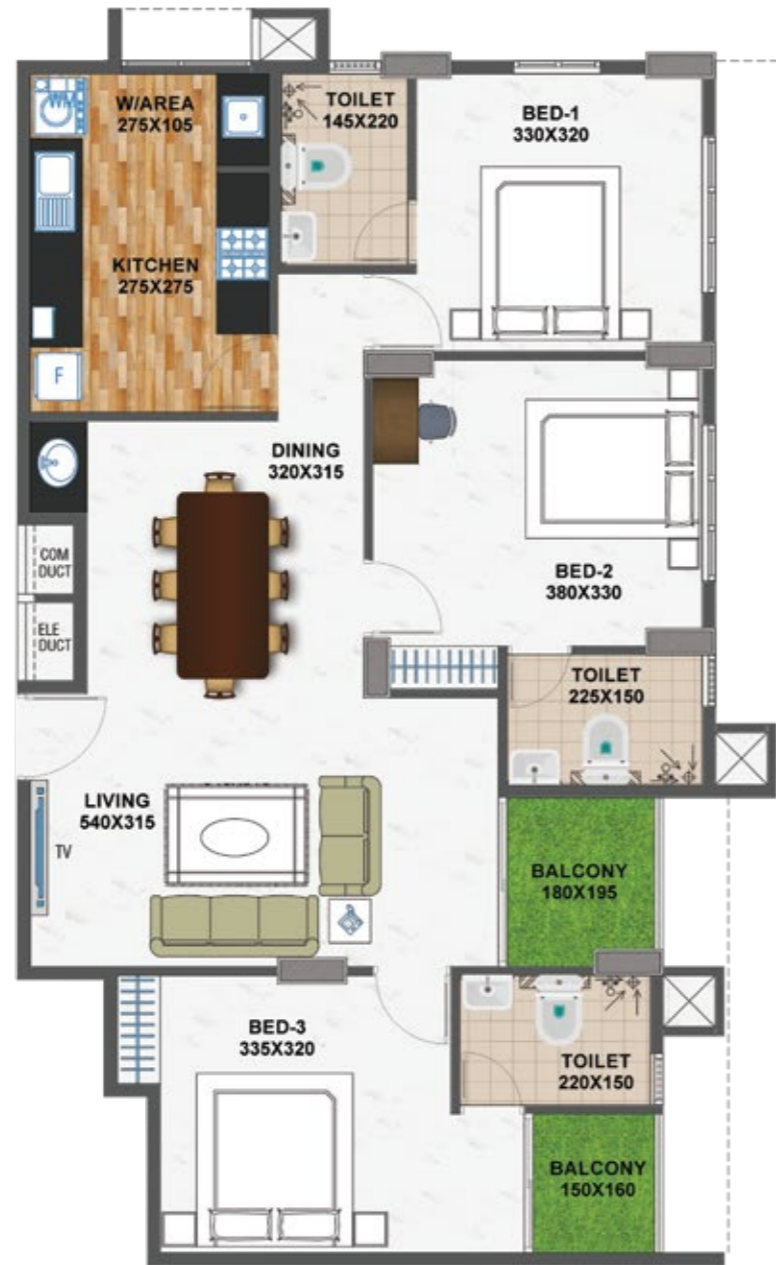 W/AREA
275X105
WM
TOILET
145X220
BED-1
330X320
KITCHEN
275X275
F
DINING
320X315
COM
DUCT
ELE
DUCT
BED-2
380X330
TOILET
225X150
LIVING
540X315
TV
BALCONY
180X195
BED-3
335X320
TOILET
220X150
BALCONY
150X160